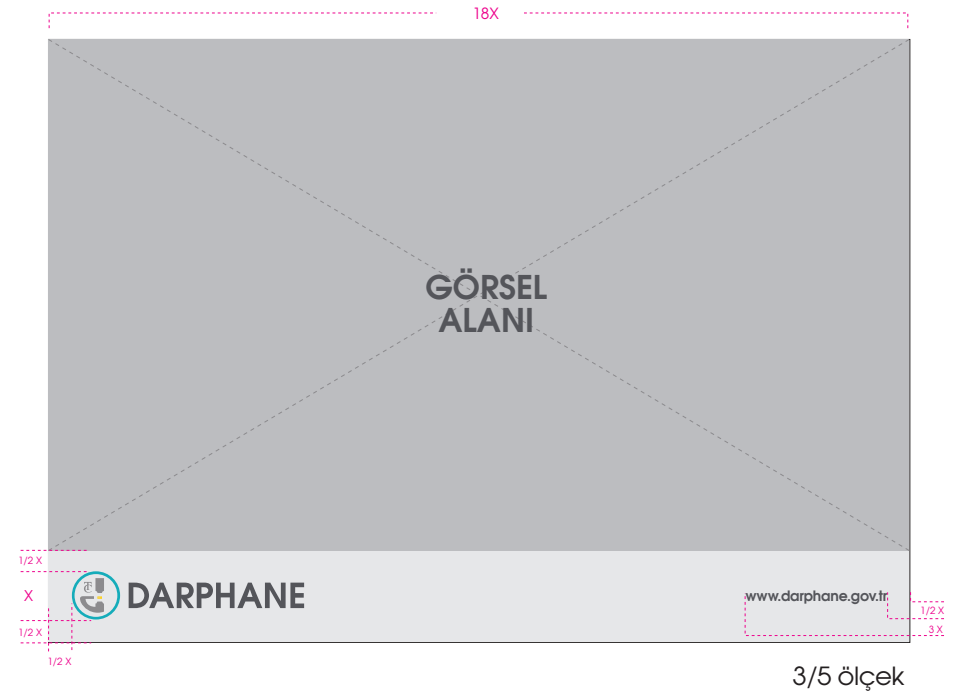 18X
GÖRSEL
ALANI
1/2 X
X
1/2 X
1/2 X
TC
DARPHANE
www.darphane.gov.tr
1/2 X
3 X
3/5 ölçek